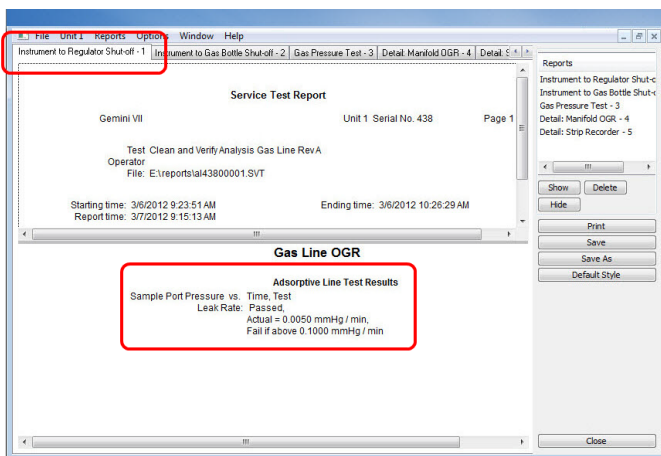 File Unit 1 Reports Options Window Help
Instrument to Regulator Shut-off - 1 Instrument to Gas Bottle Shut-off - 2 Gas Pressure Test - 3 Detail: Manifold OGR - 4 Detail: S
Service Test Report
Gemini VII Unit 1 Serial No. 438 Page 1
Test Clean and Verify Analysis Gas Line Rev A
Operator
File: E:\reports\al43800001.SVT
Starting time: 3/6/2012 9:23:51 AM Ending time: 3/6/2012 10:26:29 AM
Report time: 3/7/2012 9:15:13 AM
Gas Line OGR
Adsorptive Line Test Results
Sample Port Pressure vs. Time, Test
Leak Rate: Passed,
Actual = 0.0050 mmHg / min,
Fail if above 0.1000 mmHg / min
Reports
Instrument to Regulator Shut-o
Instrument to Gas Bottle Shut-o
Gas Pressure Test - 3
Detail: Manifold OGR - 4
Detail: Strip Recorder - 5
Show Delete
Hide
Print
Save
Save As
Default Style
Close